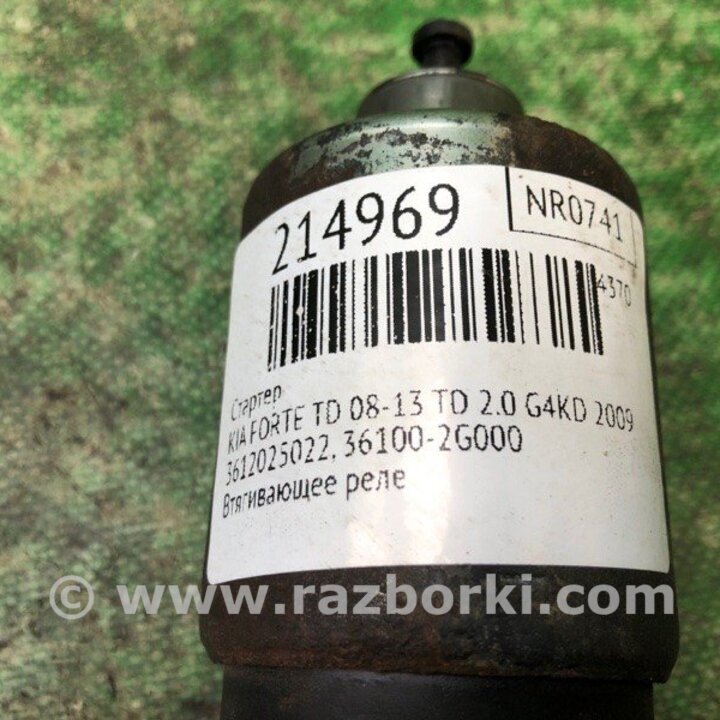 214969
NR0741
4370
Стартер
KIA FORTE TD 08-13 TD 2.0 G4KD 2009
3612025022, 36100-2G000
Втягивающее реле
© www.razborki.com